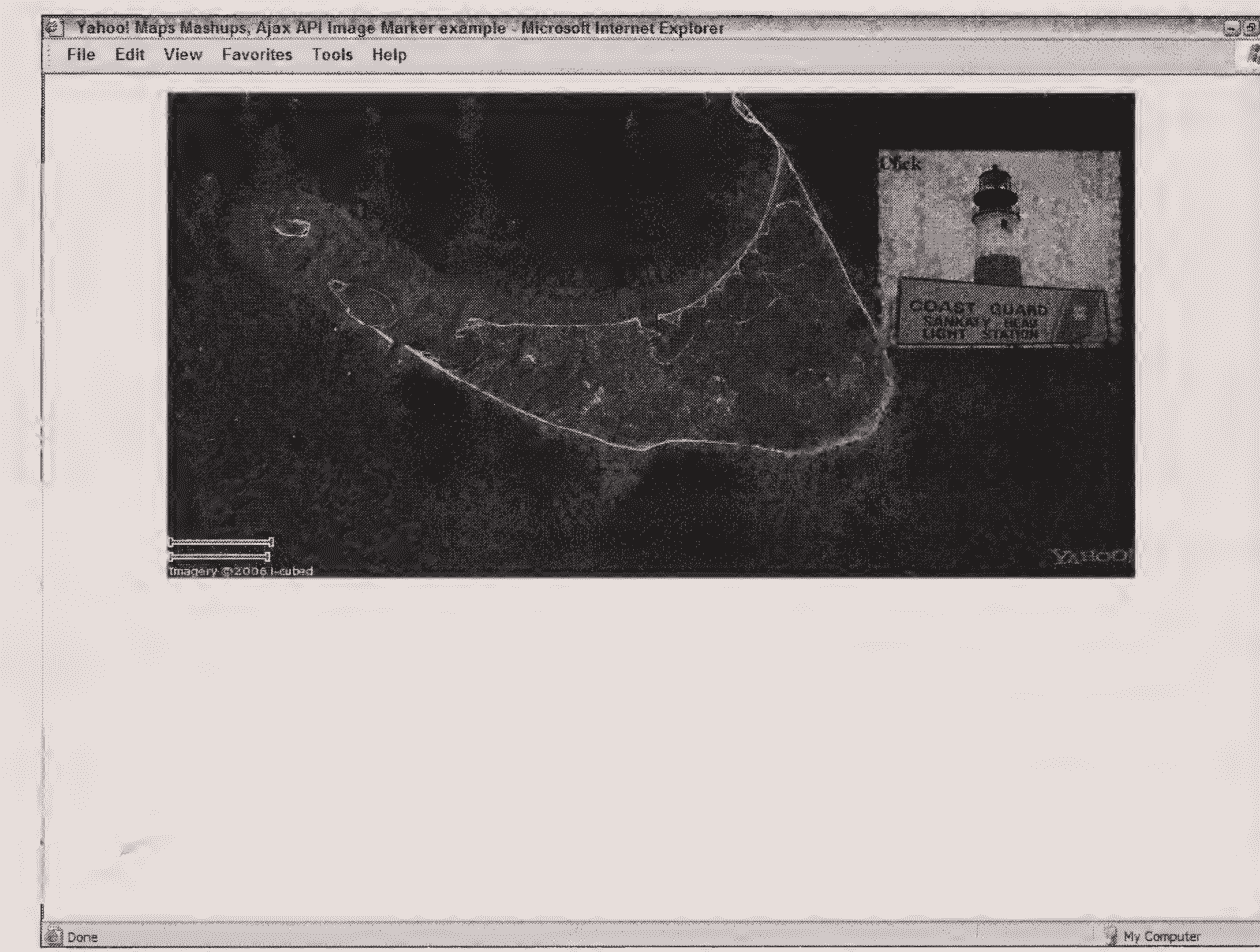 Yahoo! Maps Mashups, Ajax API Image Marker example - Microsoft Internet Explorer
File Edit View Favorites Tools Help
Click
COAST GUARD
SANKATY HEAD
LIGHT STATION
YAHOO!
Imagery ©2006 i-cubed
Done
My Computer